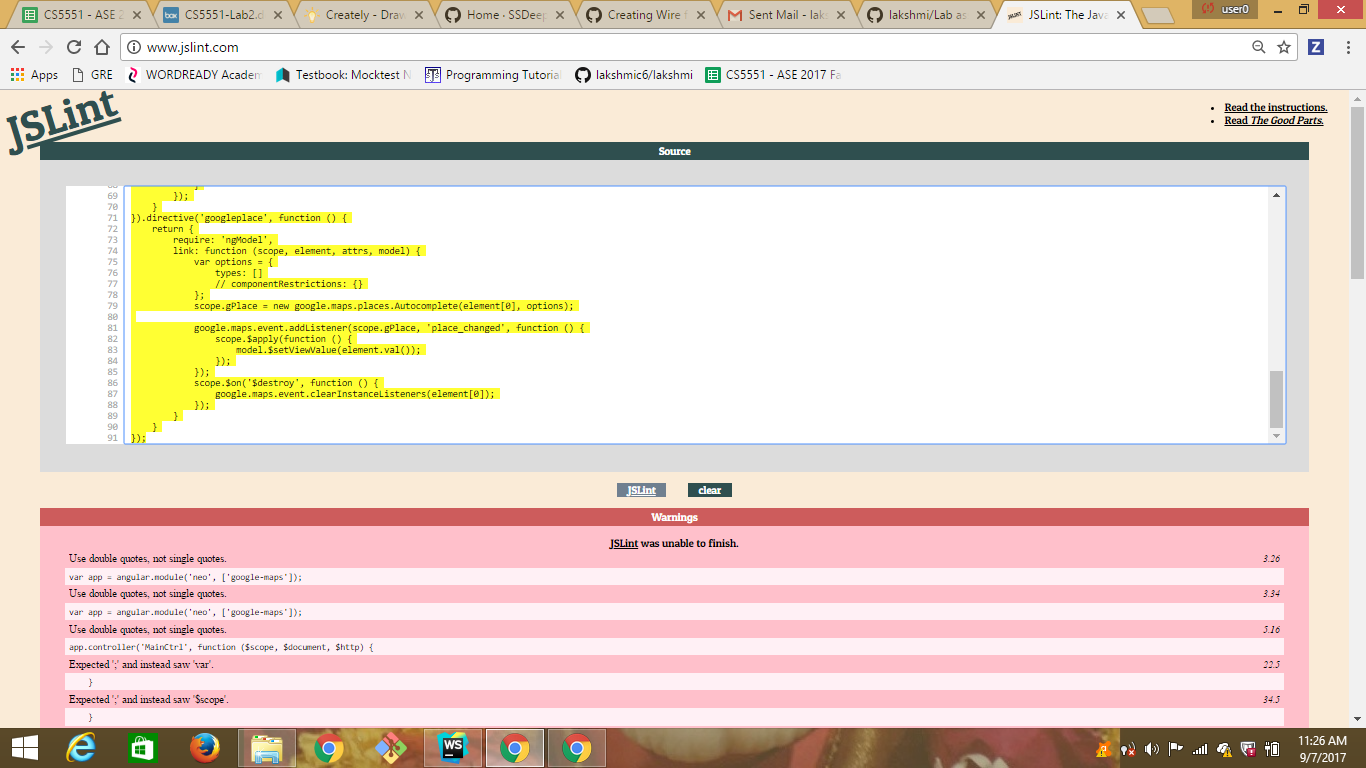 CS5551 - ASE 2
CS5551-Lab2.d
Creately - Draw
Home · SSDeep
Creating Wire f
Sent Mail - laks
lakshmi/Lab as
JSLint: The Java
user0
www.jslint.com
Apps
GRE
WORDREADY Academ
Testbook: Mocktest N
Programming Tutorial
lakshmic6/lakshmi
CS5551 - ASE 2017 Fa
Z
JSLint
Read the instructions.
Read The Good Parts.
Source
68 }
69 });
70 }
71 }).directive('googleplace', function () {
72 return {
73 require: 'ngModel',
74 link: function (scope, element, attrs, model) {
75 var options = {
76 types: []
77 // componentRestrictions: {}
78 };
79 scope.gPlace = new google.maps.places.Autocomplete(element[0], options);
80
81 google.maps.event.addListener(scope.gPlace, 'place_changed', function () {
82 scope.$apply(function () {
83 model.$setViewValue(element.val());
84 });
85 });
86 scope.$on('$destroy', function () {
87 google.maps.event.clearInstanceListeners(element[0]);
88 });
89 }
90 }
91 });
JSLint clear
Warnings
JSLint was unable to finish.
Use double quotes, not single quotes. 3.26
var app = angular.module('neo', ['google-maps']);
Use double quotes, not single quotes. 3.34
var app = angular.module('neo', ['google-maps']);
Use double quotes, not single quotes. 5.16
app.controller('MainCtrl', function ($scope, $document, $http) {
Expected ';' and instead saw 'var'. 22.5
}
Expected ';' and instead saw '$scope'. 34.5
}
WS
11:26 AM
9/7/2017